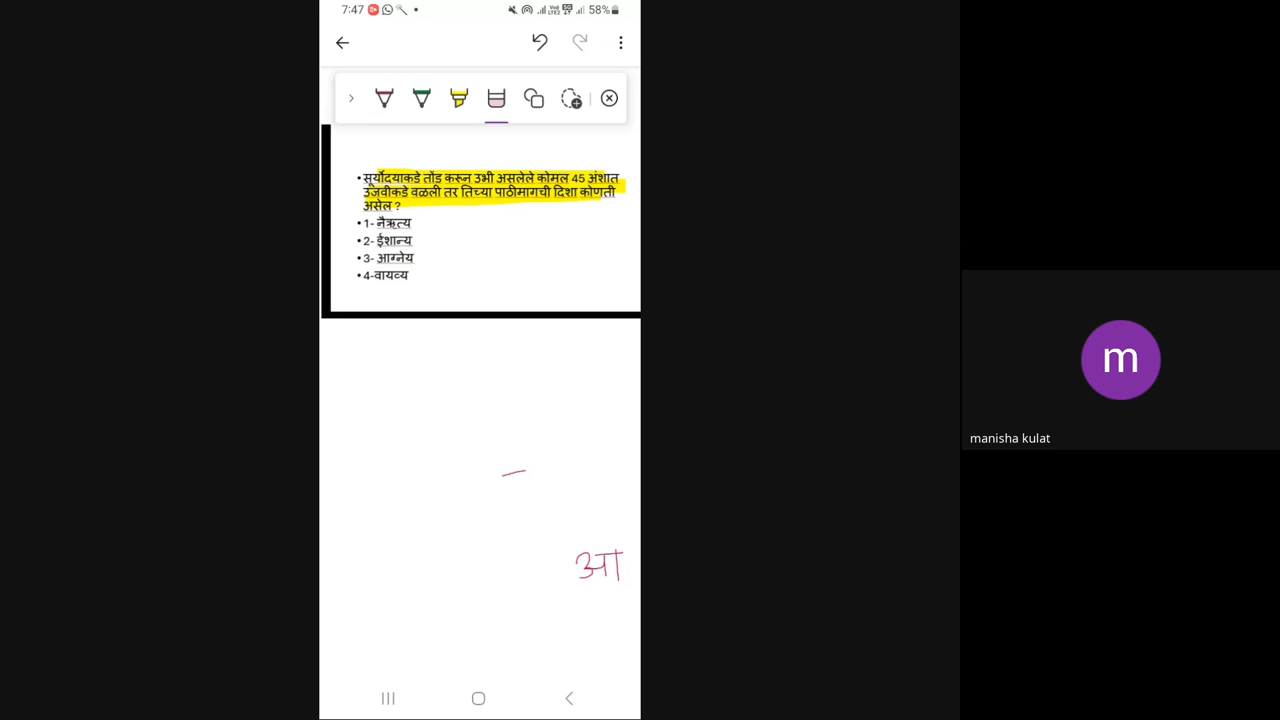 7:47
58%
• सूर्योदयाकडे तोंड करून उभी असलेले कोमल 45 अंशात
उजवीकडे वळली तर तिच्या पाठीमागची दिशा कोणती
असेल ?
• 1- नैऋत्य
• 2- ईशान्य
• 3- आग्नेय
• 4-वायव्य
आ
m
manisha kulat